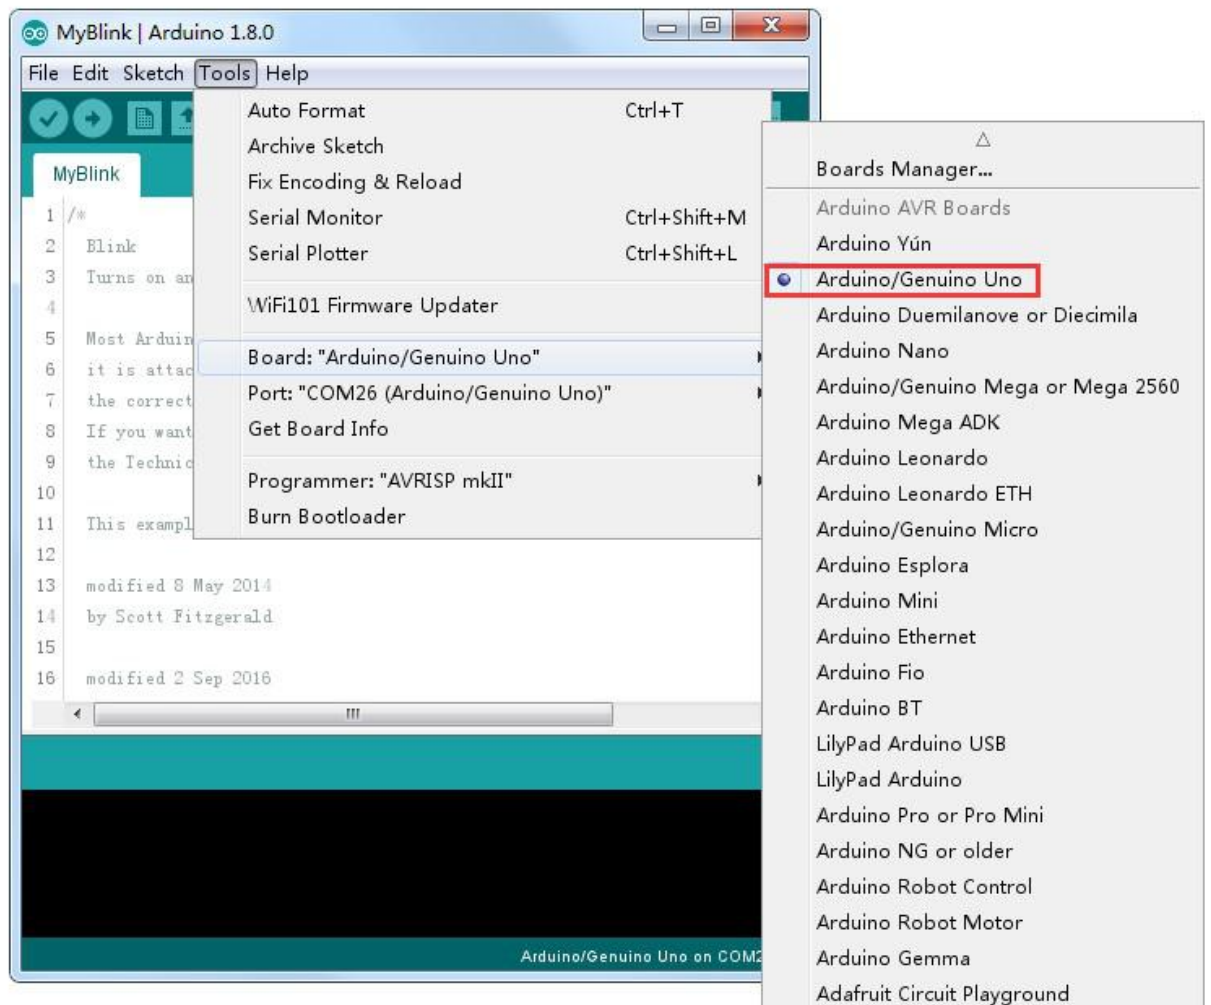 MyBlink | Arduino 1.8.0
File Edit Sketch Tools Help
MyBlink
1 /*
2 Blink
3 Turns on an
4
5 Most Arduin
6 it is attac
7 the correct
8 If you want
9 the Technic
10
11 This exampl
12
13 modified 8 May 2014
14 by Scott Fitzgerald
15
16 modified 2 Sep 2016
Auto Format Ctrl+T
Archive Sketch
Fix Encoding & Reload
Serial Monitor Ctrl+Shift+M
Serial Plotter Ctrl+Shift+L
WiFi101 Firmware Updater
Board: "Arduino/Genuino Uno"
Port: "COM26 (Arduino/Genuino Uno)"
Get Board Info
Programmer: "AVRISP mkII"
Burn Bootloader
Boards Manager...
Arduino AVR Boards
Arduino Yún
Arduino/Genuino Uno
Arduino Duemilanove or Diecimila
Arduino Nano
Arduino/Genuino Mega or Mega 2560
Arduino Mega ADK
Arduino Leonardo
Arduino Leonardo ETH
Arduino/Genuino Micro
Arduino Esplora
Arduino Mini
Arduino Ethernet
Arduino Fio
Arduino BT
LilyPad Arduino USB
LilyPad Arduino
Arduino Pro or Pro Mini
Arduino NG or older
Arduino Robot Control
Arduino Robot Motor
Arduino Gemma
Adafruit Circuit Playground
Arduino/Genuino Uno on COM2